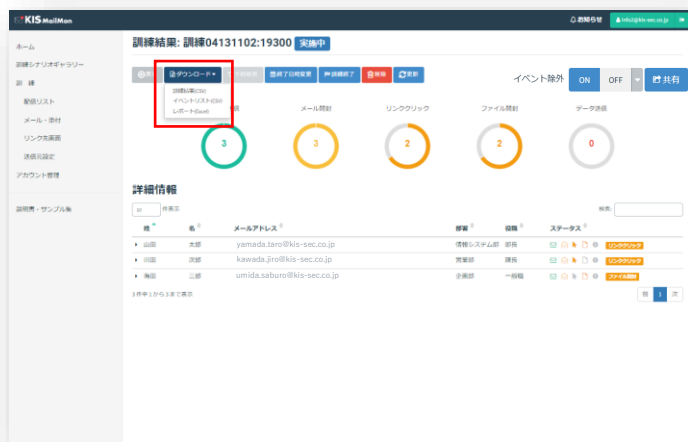 KIS MailMon
お知らせ
info2@kis-sec.co.jp
ホーム
訓練シナリオギャラリー
訓 練
配信リスト
メール・添付
リンク先画面
送信元設定
アカウント管理
説明書・サンプル集
訓練結果: 訓練04131102:19300 実施中
ダウンロード
終了日時変更
訓練終了
削除
更新
イベント除外 ON OFF 共有
訓練結果(CSV)
イベントリスト(CSV)
レポート(Excel)
メール開封 リンククリック ファイル開封 データ送信
3 3 2 2 0
詳細情報
10 件表示
検索:
姓 名 メールアドレス 部署 役職 ステータス
山田 太郎 yamada.taro@kis-sec.co.jp 情報システム部 部長 リンククリック
川田 次郎 kawada.jiro@kis-sec.co.jp 営業部 課長 リンククリック
海田 三郎 umida.saburo@kis-sec.co.jp 企画部 一般職 ファイル開封
3 件中 1 から 3 まで表示
前 1 次